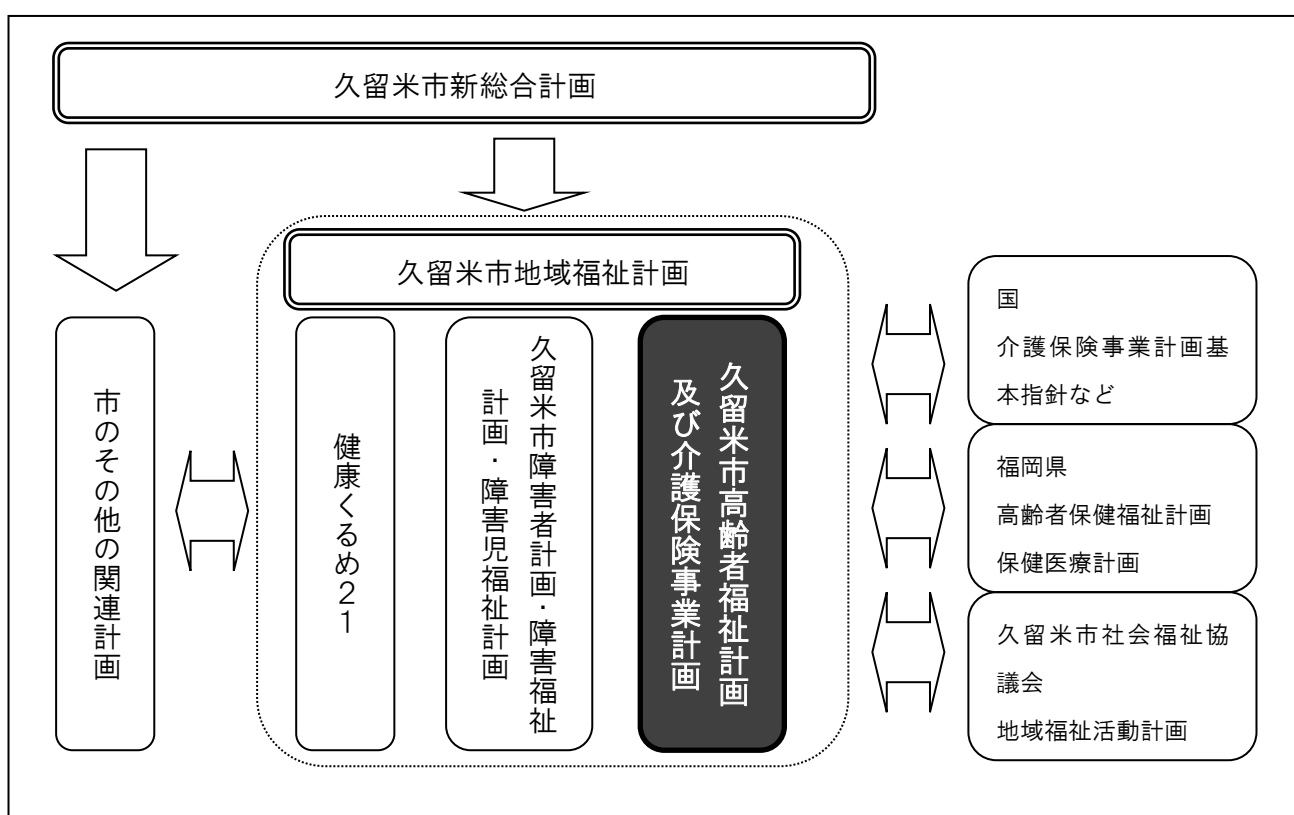 久留米市新総合計画
久留米市地域福祉計画
市のその他の関連計画
健康くるめ２１
久留米市障害者計画・障害福祉
計画・障害児福祉計画
久留米市高齢者福祉計画
及び介護保険事業計画
国
介護保険事業計画基
本指針など
福岡県
高齢者保健福祉計画
保健医療計画
久留米市社会福祉協
議会
地域福祉活動計画